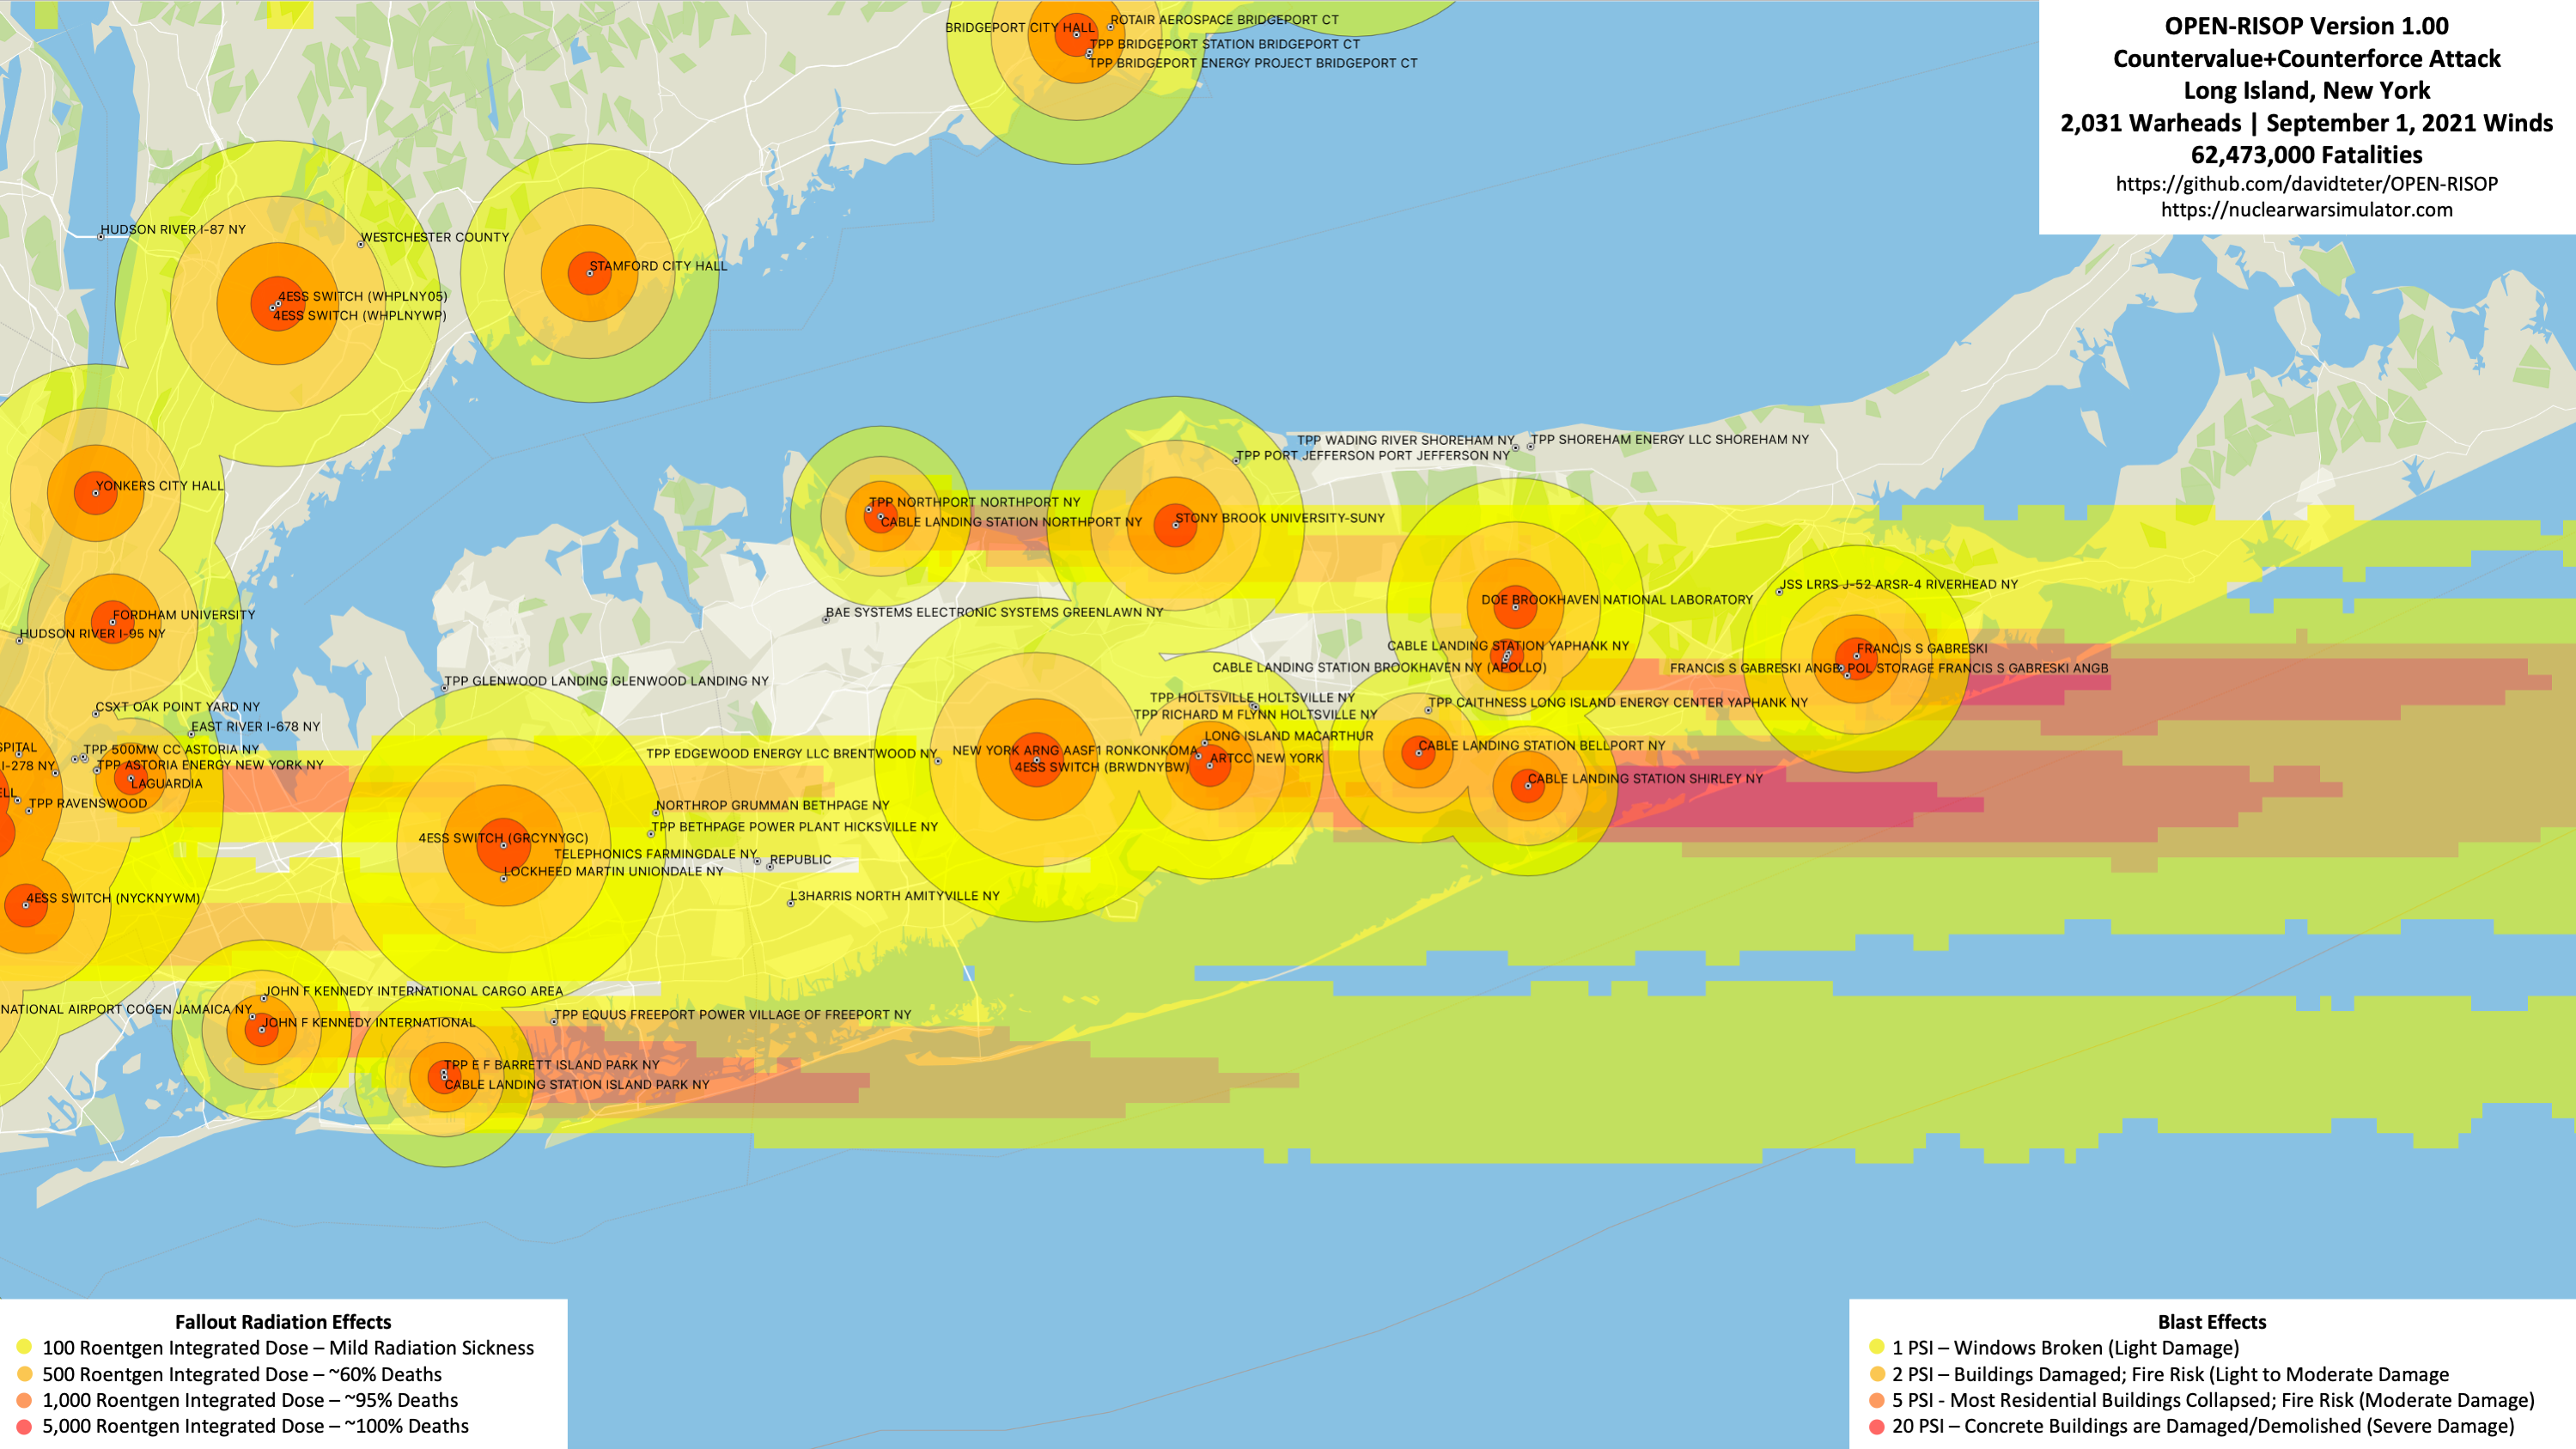 OPEN-RISOP Version 1.00
Countervalue+Counterforce Attack
Long Island, New York
2,031 Warheads | September 1, 2021 Winds
62,473,000 Fatalities
https://github.com/davidteter/OPEN-RISOP
https://nuclearwarsimulator.com
ROTAIR AEROSPACE BRIDGEPORT CT
BRIDGEPORT CITY HALL
TPP BRIDGEPORT STATION BRIDGEPORT CT
TPP BRIDGEPORT ENERGY PROJECT BRIDGEPORT CT
HUDSON RIVER I-87 NY
WESTCHESTER COUNTY
STAMFORD CITY HALL
4ESS SWITCH (WHPLNY05)
4ESS SWITCH (WHPLNYWP)
TPP WADING RIVER SHOREHAM NY
TPP SHOREHAM ENERGY LLC SHOREHAM NY
TPP PORT JEFFERSON PORT JEFFERSON NY
YONKERS CITY HALL
TPP NORTHPORT NORTHPORT NY
CABLE LANDING STATION NORTHPORT NY
STONY BROOK UNIVERSITY-SUNY
JSS LRRS J-52 ARSR-4 RIVERHEAD NY
DOE BROOKHAVEN NATIONAL LABORATORY
FORDHAM UNIVERSITY
BAE SYSTEMS ELECTRONIC SYSTEMS GREENLAWN NY
HUDSON RIVER I-95 NY
CABLE LANDING STATION YAPHANK NY
FRANCIS S GABRESKI
CABLE LANDING STATION BROOKHAVEN NY (APOLLO)
FRANCIS S GABRESKI ANGB
POL STORAGE FRANCIS S GABRESKI ANGB
TPP GLENWOOD LANDING GLENWOOD LANDING NY
TPP HOLTSVILLE HOLTSVILLE NY
TPP CAITHNESS LONG ISLAND ENERGY CENTER YAPHANK NY
CSXT OAK POINT YARD NY
TPP RICHARD M FLYNN HOLTSVILLE NY
EAST RIVER I-678 NY
LONG ISLAND MACARTHUR
SPITAL
TPP 500MW CC ASTORIA NY
TPP EDGEWOOD ENERGY LLC BRENTWOOD NY
NEW YORK ARNG AASF1 RONKONKOMA
CABLE LANDING STATION BELLPORT NY
I-278 NY
TPP ASTORIA ENERGY NEW YORK NY
4ESS SWITCH (BRWDNYBW)
ARTCC NEW YORK
LAGUARDIA
CABLE LANDING STATION SHIRLEY NY
ELL
TPP RAVENSWOOD
NORTHROP GRUMMAN BETHPAGE NY
TPP BETHPAGE POWER PLANT HICKSVILLE NY
4ESS SWITCH (GRCYNYGC)
TELEPHONICS FARMINGDALE NY
REPUBLIC
LOCKHEED MARTIN UNIONDALE NY
4ESS SWITCH (NYCKNYWM)
L3HARRIS NORTH AMITYVILLE NY
JOHN F KENNEDY INTERNATIONAL CARGO AREA
NATIONAL AIRPORT COGEN JAMAICA NY
JOHN F KENNEDY INTERNATIONAL
TPP EQUUS FREEPORT POWER VILLAGE OF FREEPORT NY
TPP E F BARRETT ISLAND PARK NY
CABLE LANDING STATION ISLAND PARK NY
Fallout Radiation Effects
100 Roentgen Integrated Dose – Mild Radiation Sickness
500 Roentgen Integrated Dose – ~60% Deaths
1,000 Roentgen Integrated Dose – ~95% Deaths
5,000 Roentgen Integrated Dose – ~100% Deaths
Blast Effects
1 PSI – Windows Broken (Light Damage)
2 PSI – Buildings Damaged; Fire Risk (Light to Moderate Damage
5 PSI - Most Residential Buildings Collapsed; Fire Risk (Moderate Damage)
20 PSI – Concrete Buildings are Damaged/Demolished (Severe Damage)